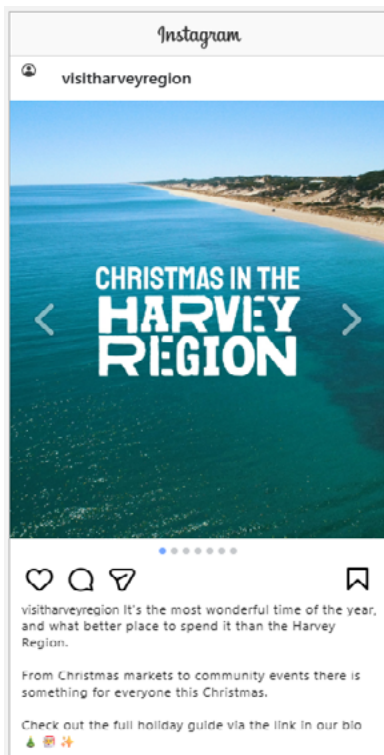 Instagram
visitharveyregion
CHRISTMAS IN THE
HARVEY
REGION
visitharveyregion It's the most wonderful time of the year,
and what better place to spend it than the Harvey
Region.
From Christmas markets to community events there is
something for everyone this Christmas.
Check out the full holiday guide via the link in our bio
🎄 🎅 ✨